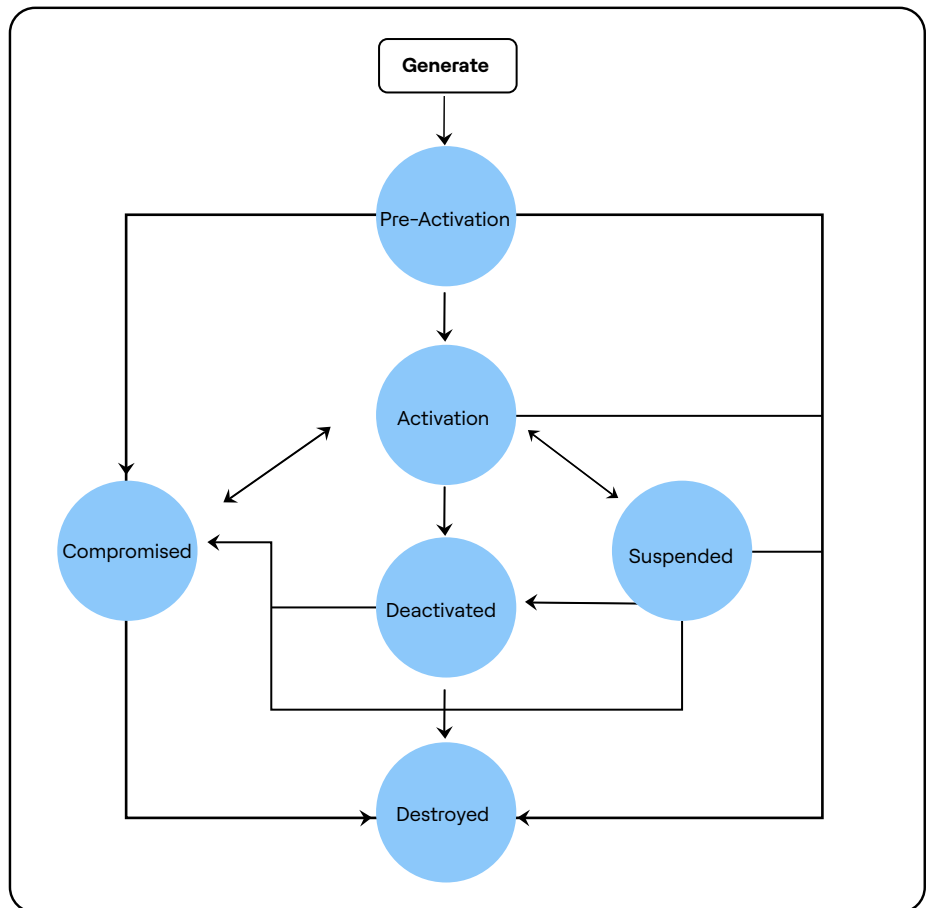 Generate
Pre-Activation
Activation
Compromised
Suspended
Deactivated
Destroyed